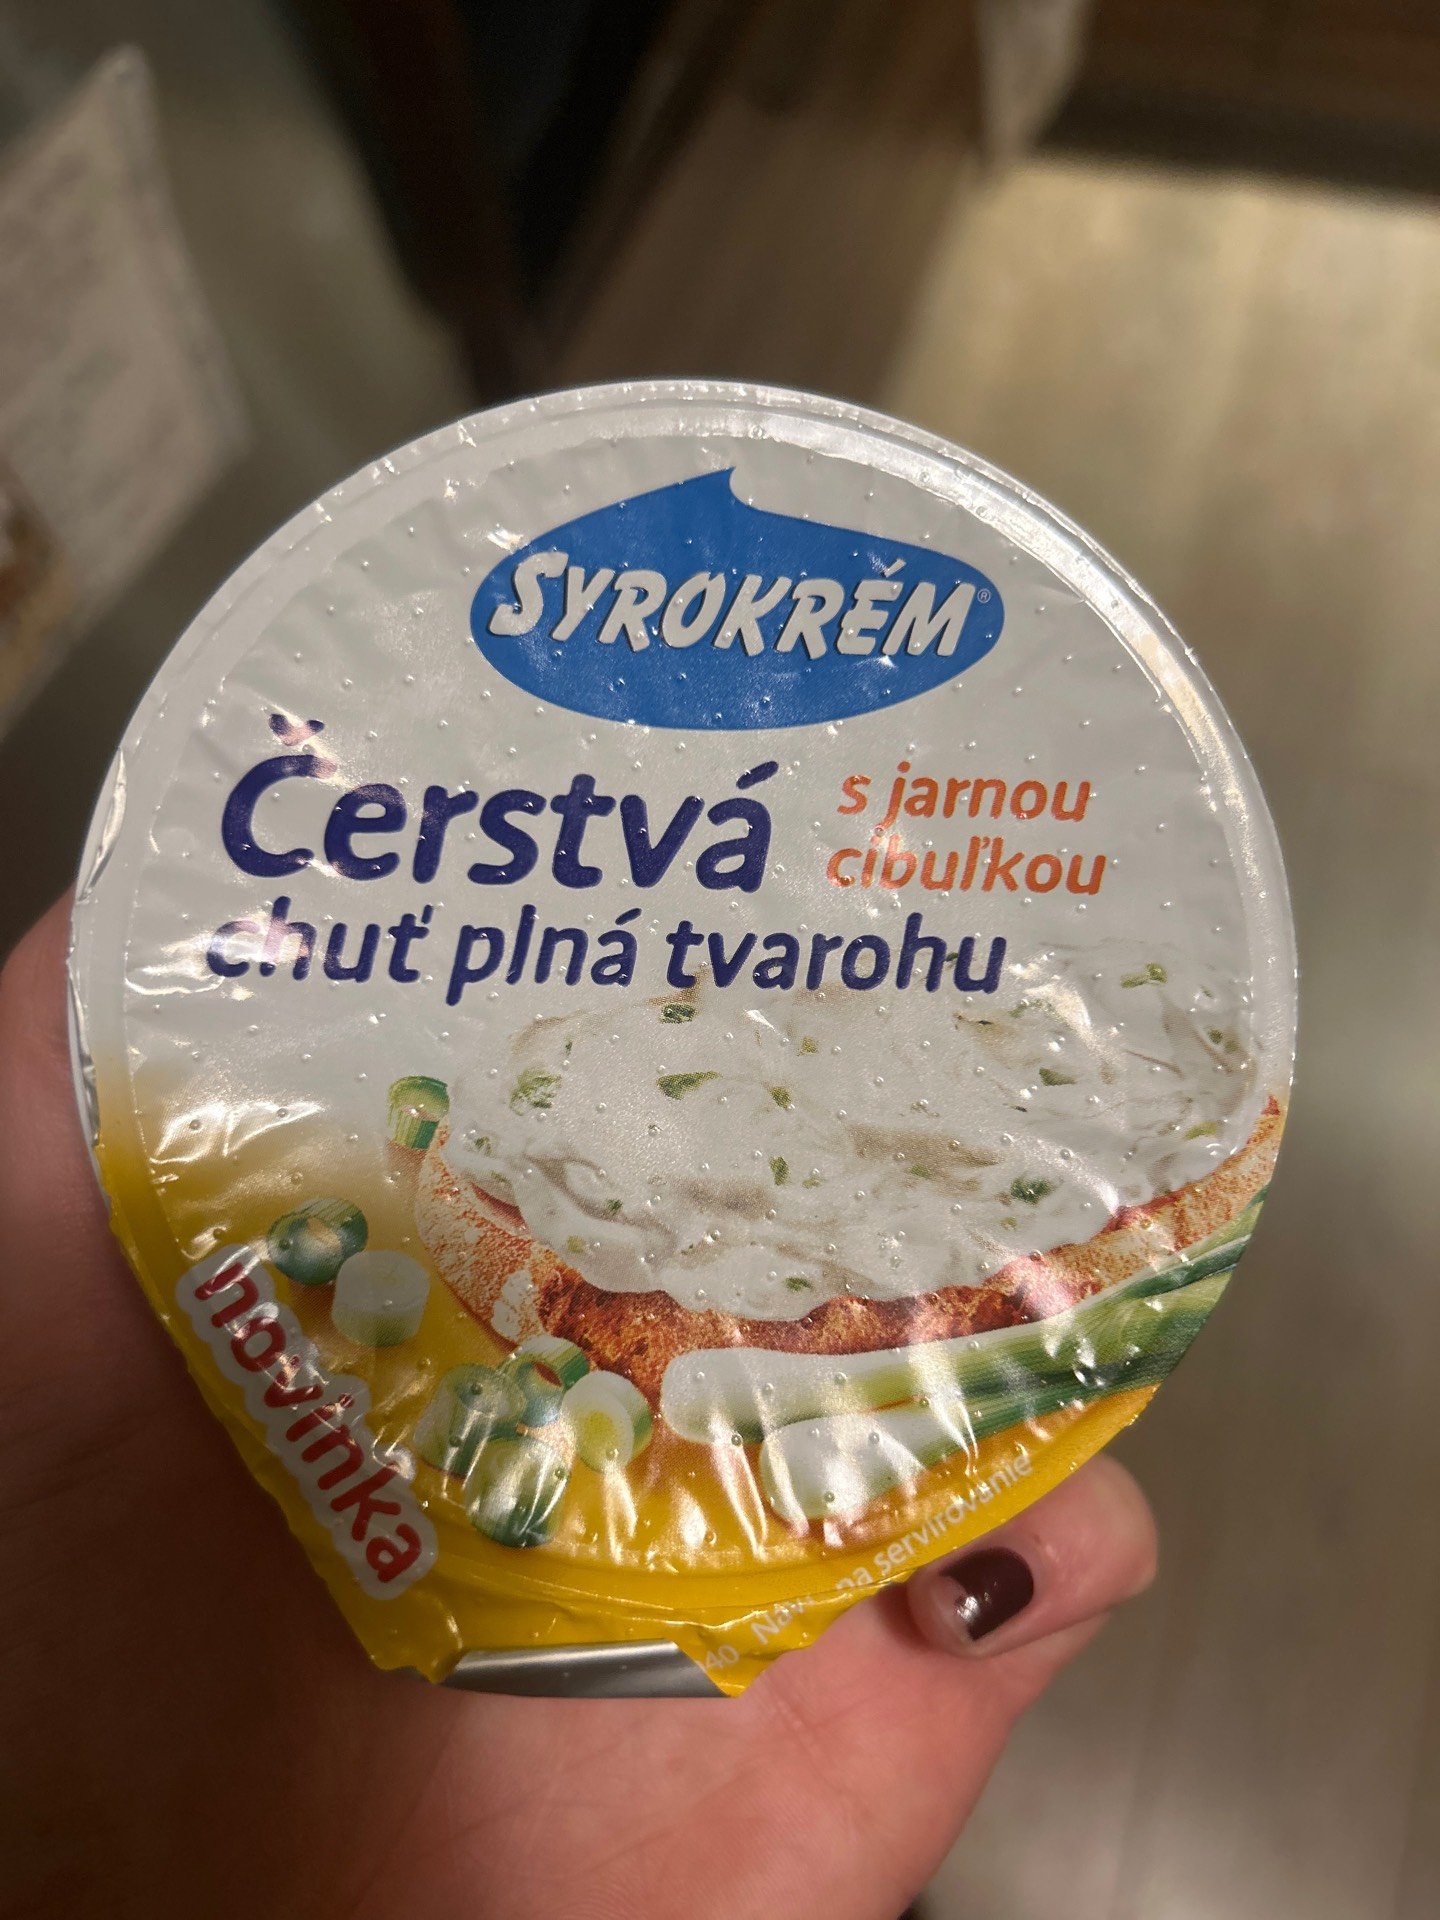 SYROKRÉM®
Čerstvá
s jarnou
cibuľkou
chuť plná tvarohu
novinka
na servírovanie